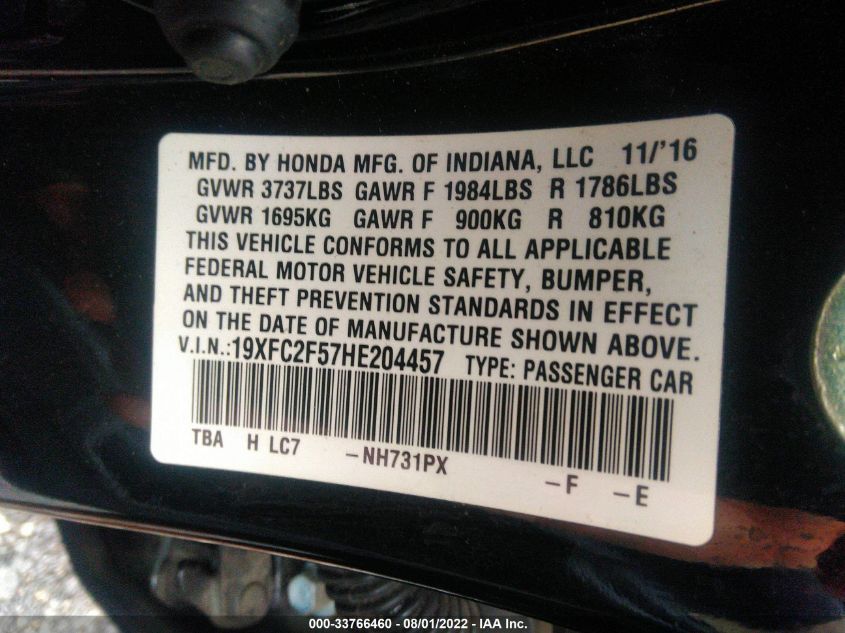 MFD. BY HONDA MFG. OF INDIANA, LLC 11/'16
GVWR 3737LBS GAWR F 1984LBS R 1786LBS
GVWR 1695KG GAWR F 900KG R 810KG
THIS VEHICLE CONFORMS TO ALL APPLICABLE
FEDERAL MOTOR VEHICLE SAFETY, BUMPER,
AND THEFT PREVENTION STANDARDS IN EFFECT
ON THE DATE OF MANUFACTURE SHOWN ABOVE.
V.I.N.:19XFC2F57HE204457 TYPE: PASSENGER CAR
TBA H LC7 –NH731PX –F –E
000-33766460 - 08/01/2022 - IAA Inc.